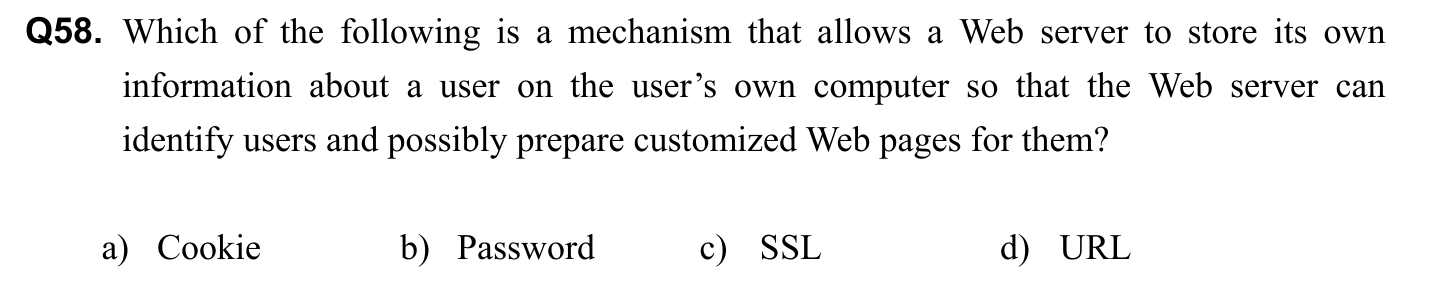 Q58. Which of the following is a mechanism that allows a Web server to store its own
information about a user on the user’s own computer so that the Web server can
identify users and possibly prepare customized Web pages for them?
a) Cookie b) Password c) SSL d) URL